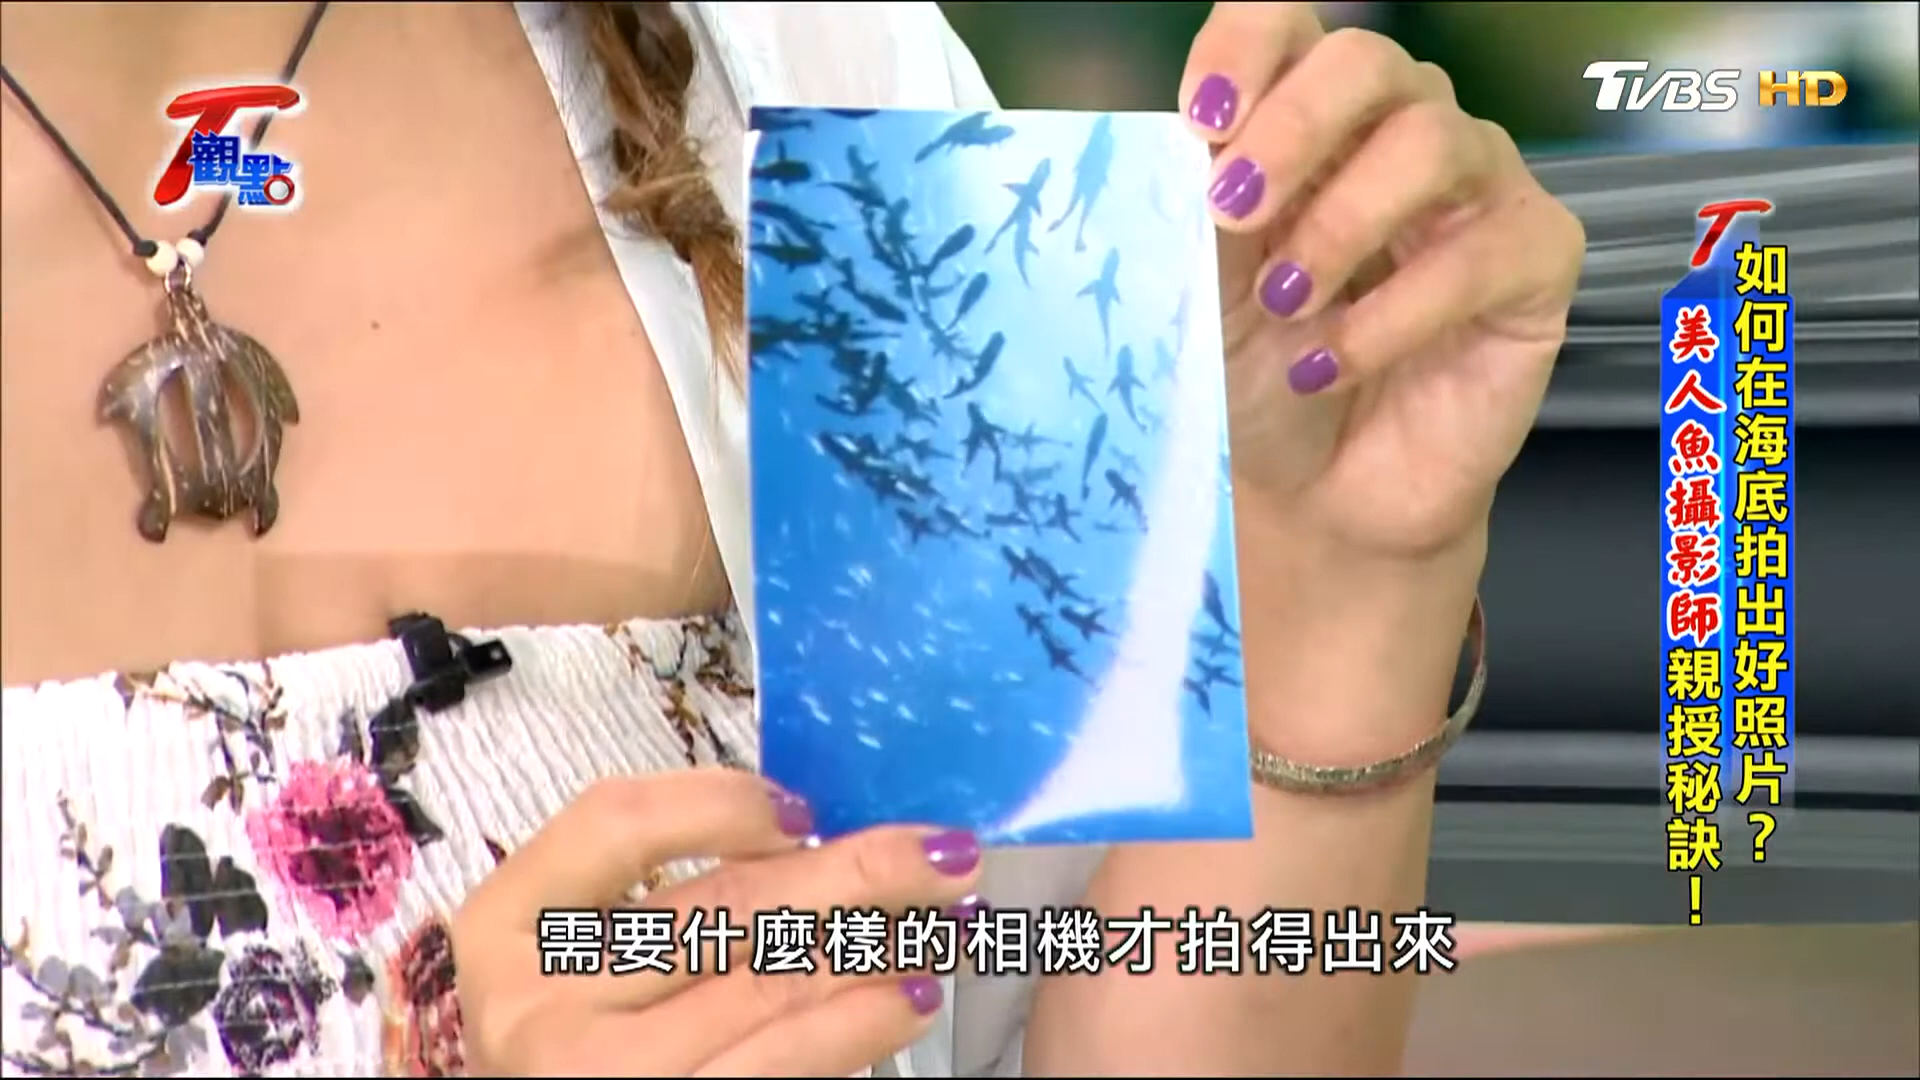 T觀點
TVBS HD
T
如何在海底拍出好照片？
美人魚攝影師親授秘訣！
需要什麼樣的相機才拍得出來